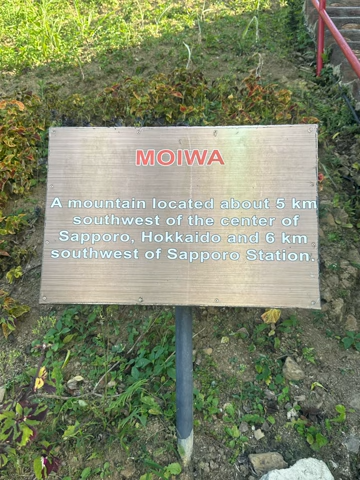 MOIWA
A mountain located about 5 km
southwest of the center of
Sapporo, Hokkaido and 6 km
southwest of Sapporo Station.